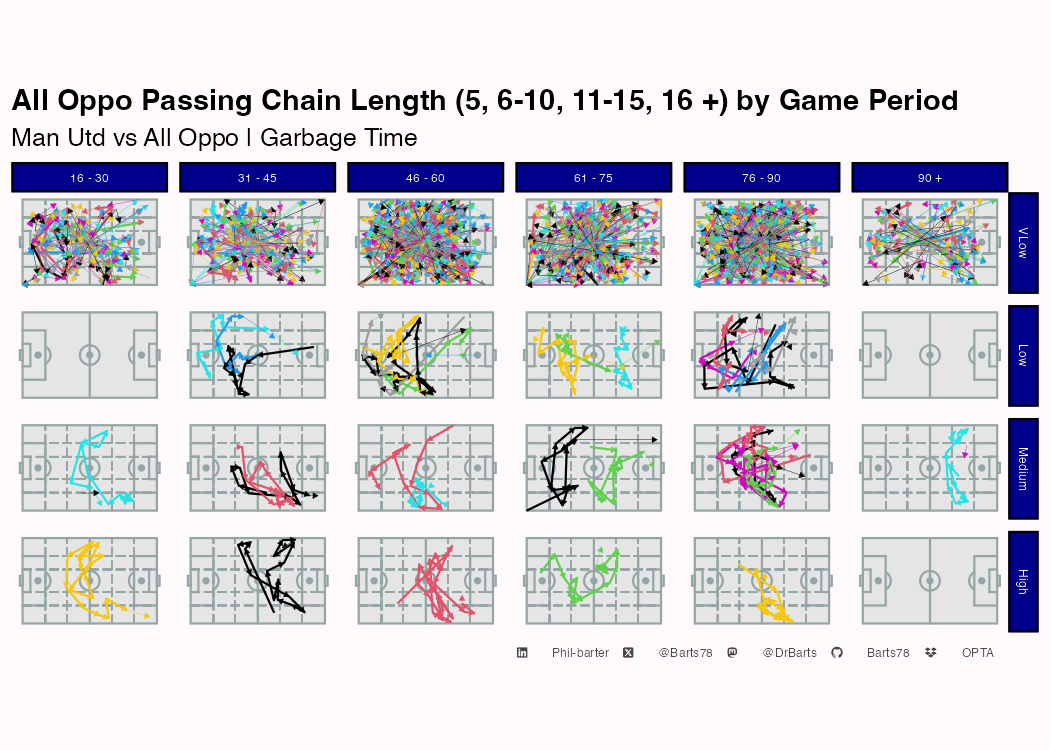 All Oppo Passing Chain Length (5, 6-10, 11-15, 16 +) by Game Period
Man Utd vs All Oppo | Garbage Time
16 - 30 31 - 45 46 - 60 61 - 75 76 - 90 90 +
VLow
Low
Medium
High
Phil-barter @Barts78 @DrBarts Barts78 OPTA